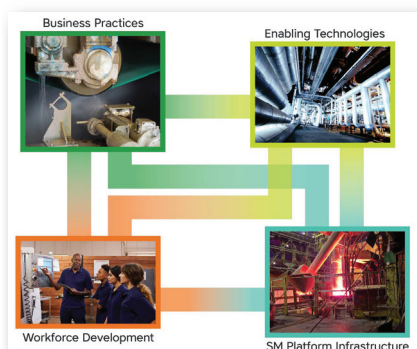 Business Practices
Enabling Technologies
Workforce Development
SM Platform Infrastructure